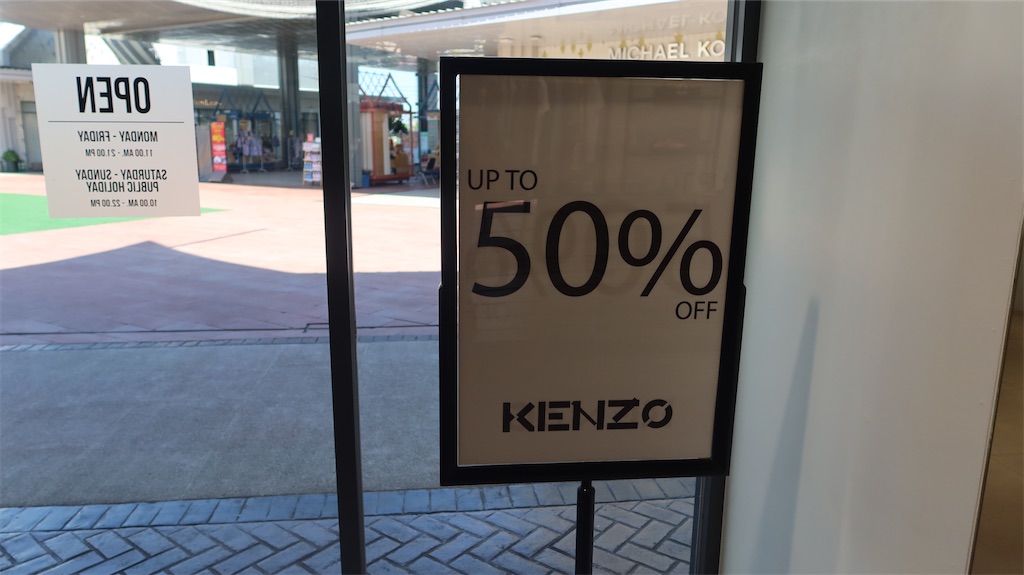 OPEN
MONDAY - FRIDAY
11.00 AM. - 21.00 PM
SATURDAY - SUNDAY
PUBLIC HOLIDAY
10.00 AM. - 22.00 PM
MICHAEL KO
UP TO
50%
OFF
KENZO